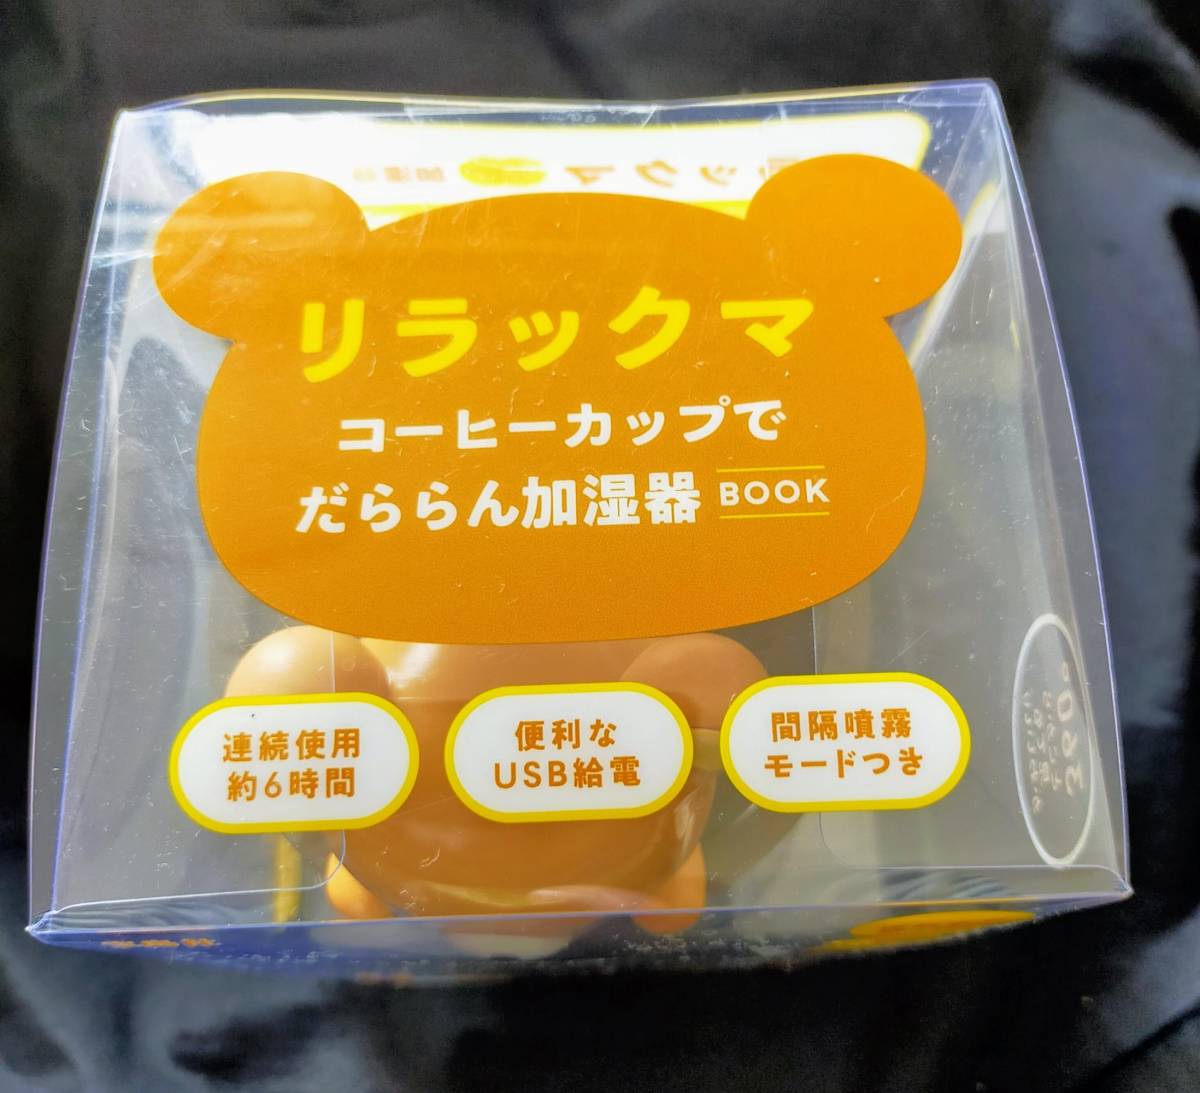 リラックマ
コーヒーカップで
だららん加湿器 BOOK
連続使用
約6時間
便利な
USB給電
間隔噴霧
モードつき